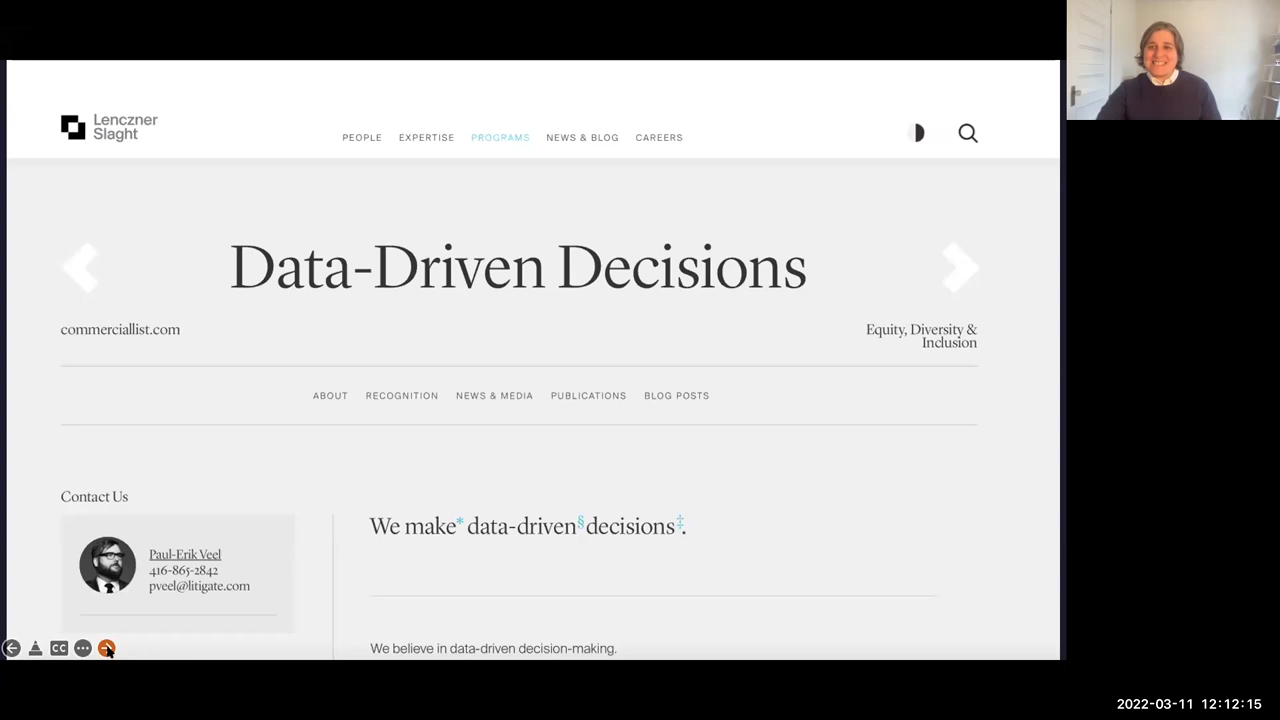 Lenczner
Slaght
PEOPLE EXPERTISE PROGRAMS NEWS & BLOG CAREERS
Data-Driven Decisions
commerciallist.com
Equity, Diversity &
Inclusion
ABOUT RECOGNITION NEWS & MEDIA PUBLICATIONS BLOG POSTS
Contact Us
We make* data-driven§ decisions‡.
Paul-Erik Veel
416-865-2842
pveel@litigate.com
We believe in data-driven decision-making.
CC
2022-03-11 12:12:15